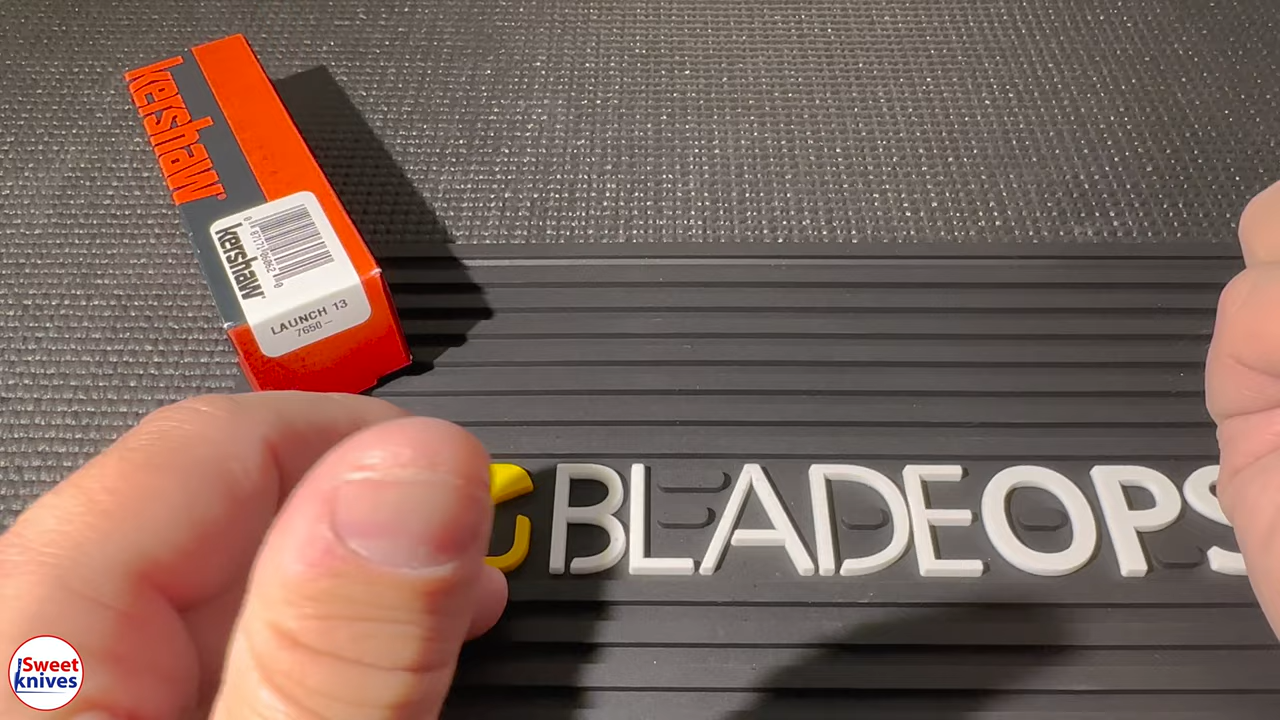 kershaw
kershaw
LAUNCH 13
7650
BLADEOPS
Sweet
knives